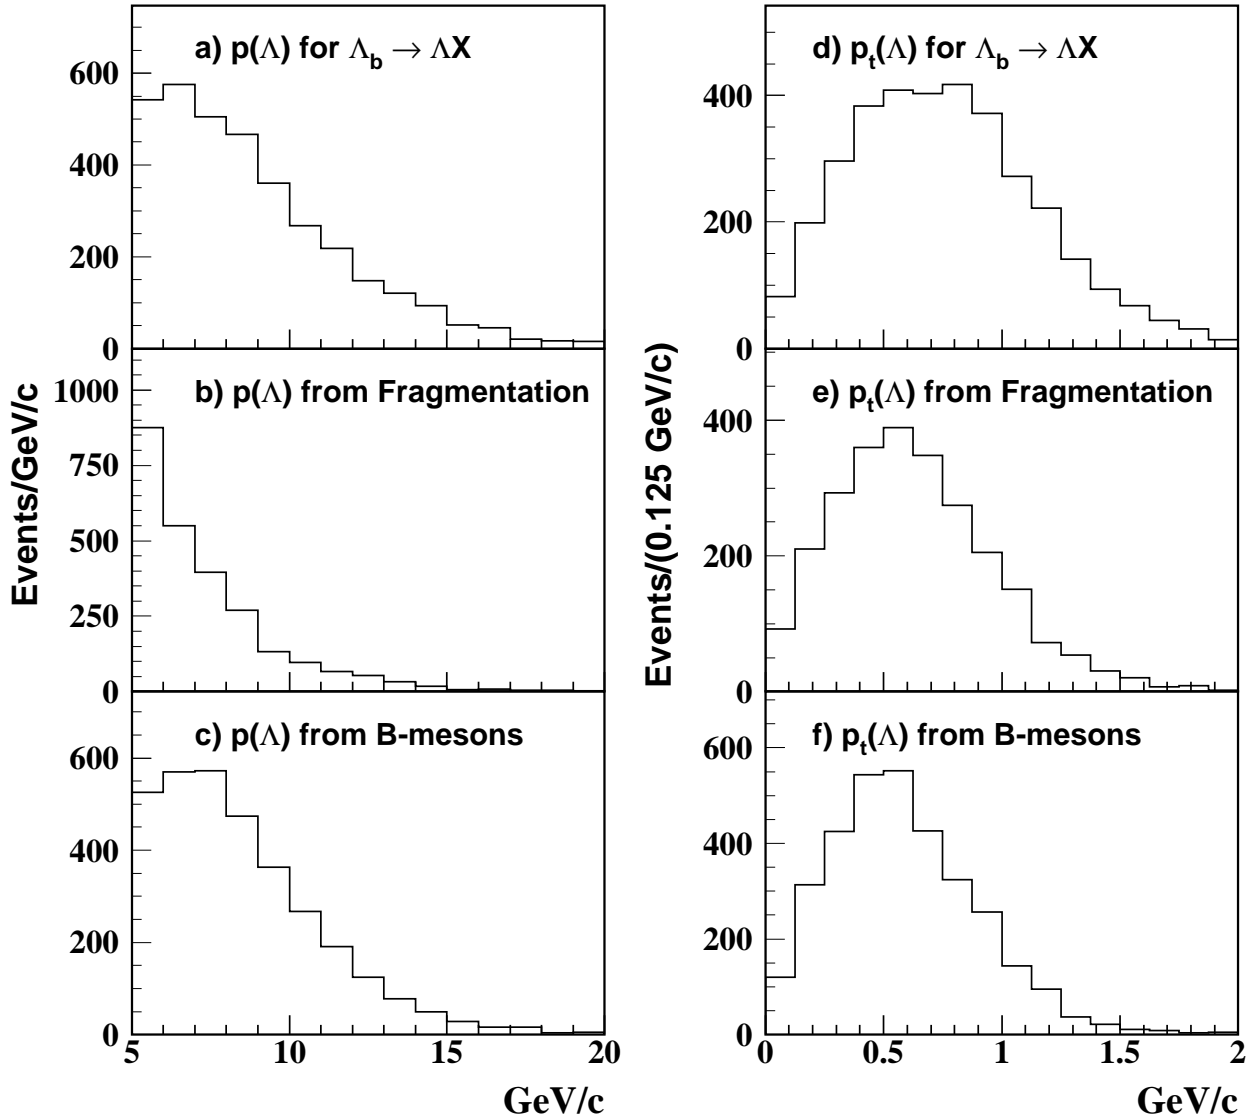 a) p(Λ) for Λb → ΛX
600
400
200
0
b) p(Λ) from Fragmentation
1000
750
500
250
0
c) p(Λ) from B-mesons
600
400
200
0
5 10 15 20
GeV/c
Events/GeV/c
d) pt(Λ) for Λb → ΛX
400
200
0
e) pt(Λ) from Fragmentation
400
200
0
f) pt(Λ) from B-mesons
600
400
200
0
0 0.5 1 1.5 2
GeV/c
Events/(0.125 GeV/c)